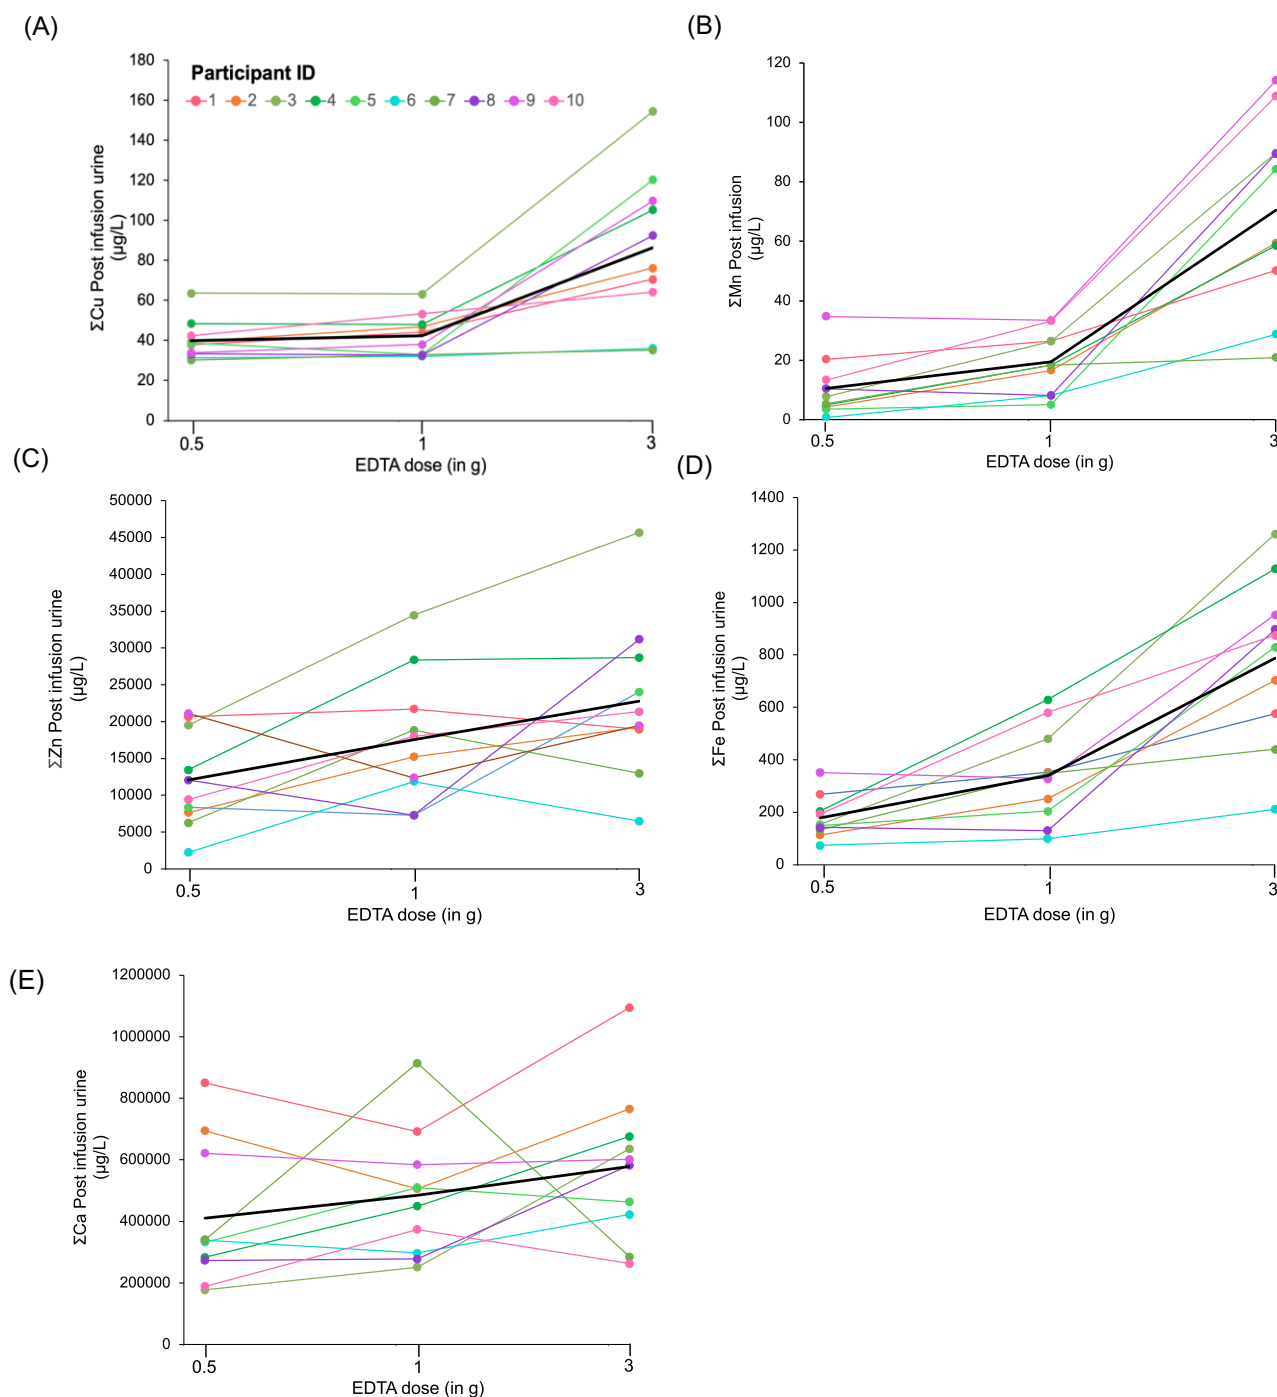 (A)
Participant ID
1 2 3 4 5 6 7 8 9 10
180
160
140
120
100
80
60
40
20
0
ΣCu Post infusion urine
(µg/L)
0.5 1 3
EDTA dose (in g)
(B)
120
100
80
60
40
20
0
ΣMn Post infusion
(µg/L)
0.5 1 3
EDTA dose (in g)
(C)
50000
45000
40000
35000
30000
25000
20000
15000
10000
5000
0
ΣZn Post infusion urine
(µg/L)
0.5 1 3
EDTA dose (in g)
(D)
1400
1200
1000
800
600
400
200
0
ΣFe Post infusion urine
(µg/L)
0.5 1 3
EDTA dose (in g)
(E)
1200000
1000000
800000
600000
400000
200000
0
ΣCa Post infusion urine
(µg/L)
0.5 1 3
EDTA dose (in g)